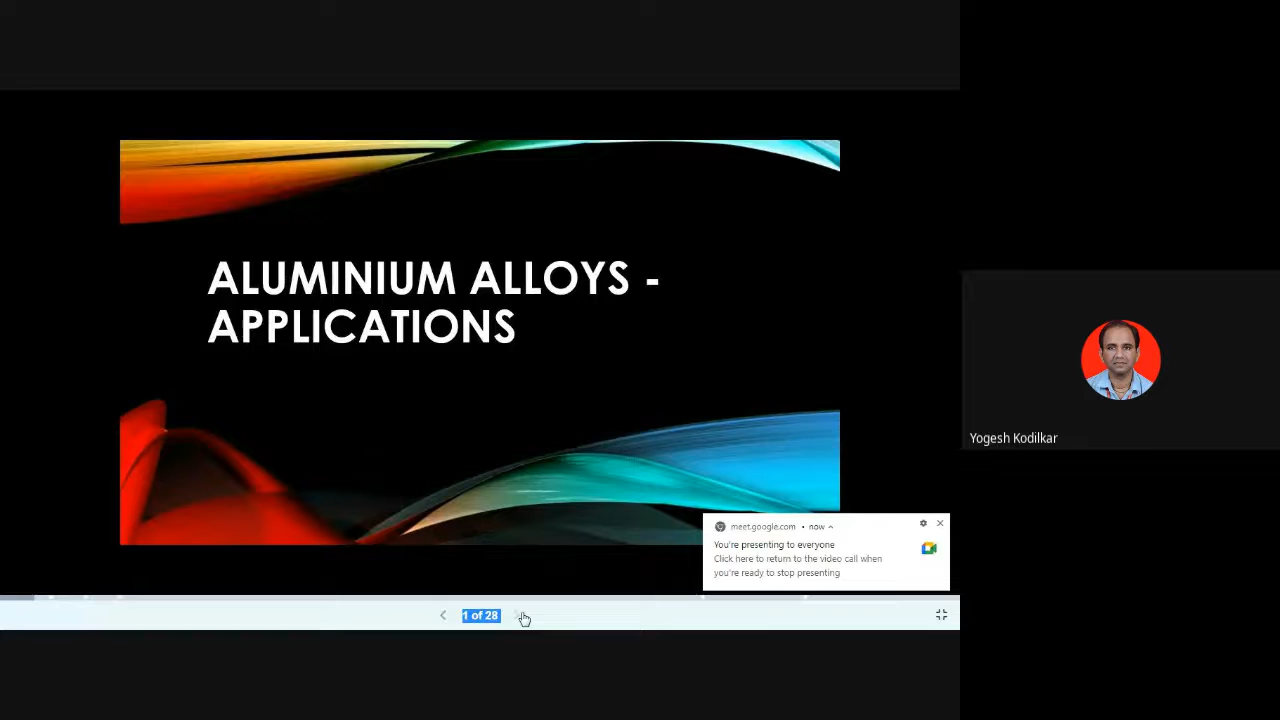 ALUMINIUM ALLOYS -
APPLICATIONS
meet.google.com • now
You're presenting to everyone
Click here to return to the video call when
you're ready to stop presenting
1 of 28
Yogesh Kodilkar